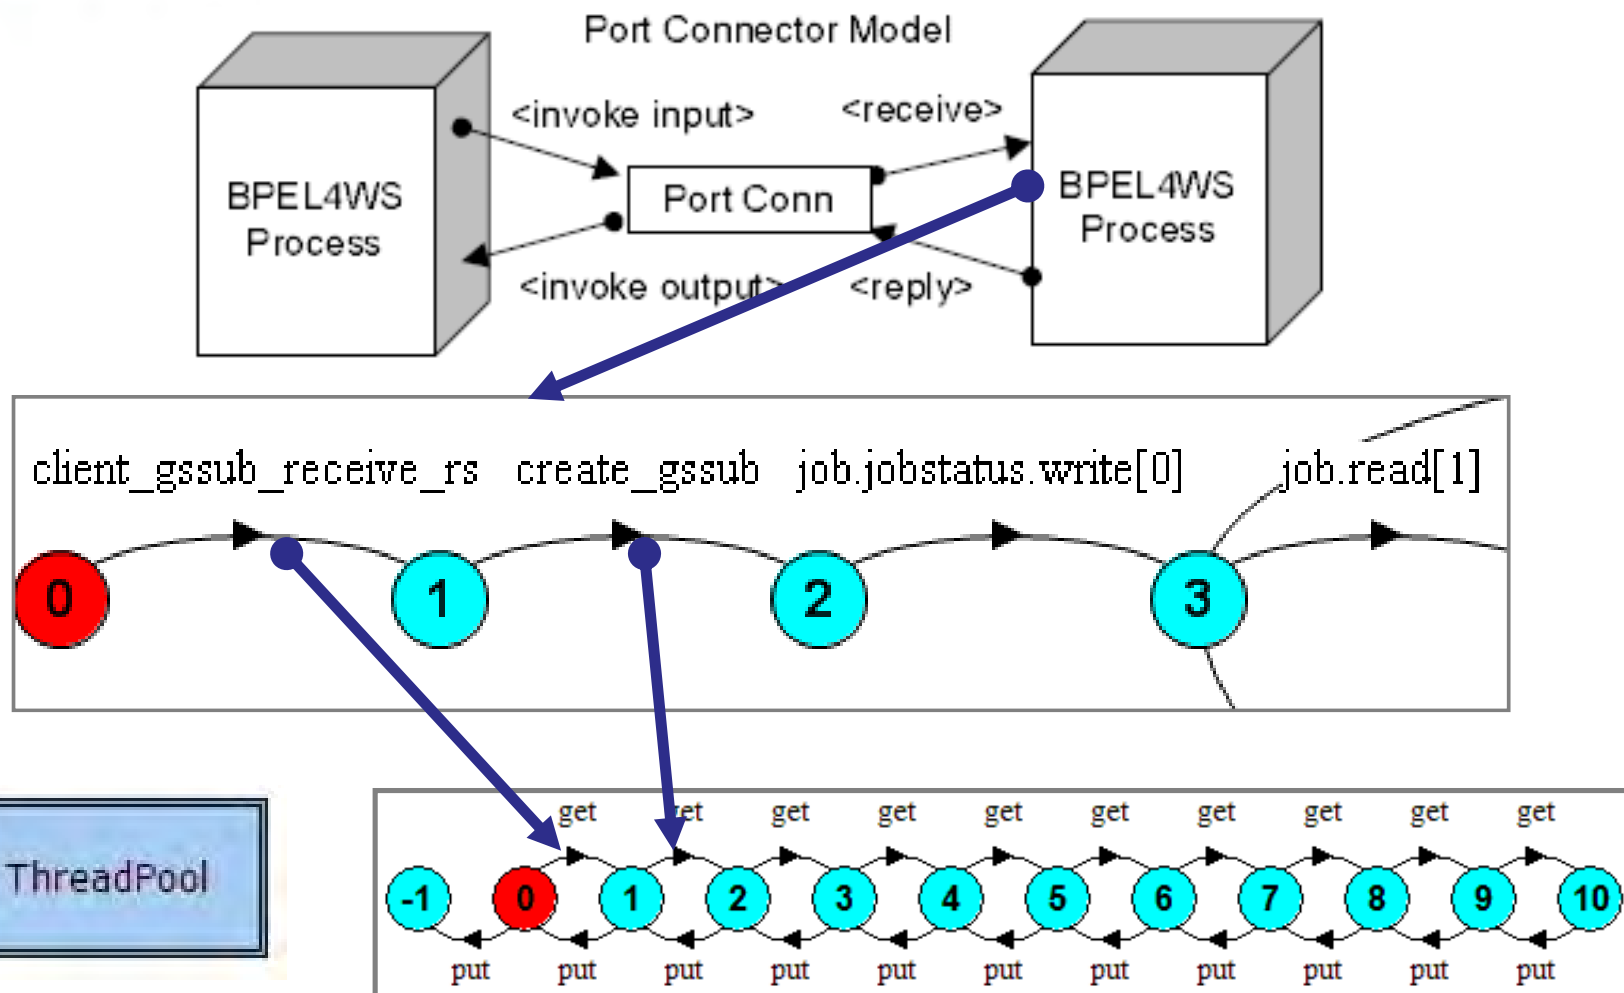 Port Connector Model
<invoke input>
<receive>
BPEL4WS
Process
Port Conn
BPEL4WS
Process
<invoke output>
<reply>
client_gssub_receive_rs create_gssub job.jobstatus.write[0] job.read[1]
0 1 2 3
ThreadPool
get get get get get get get get get get
-1 0 1 2 3 4 5 6 7 8 9 10
put put put put put put put put put put put